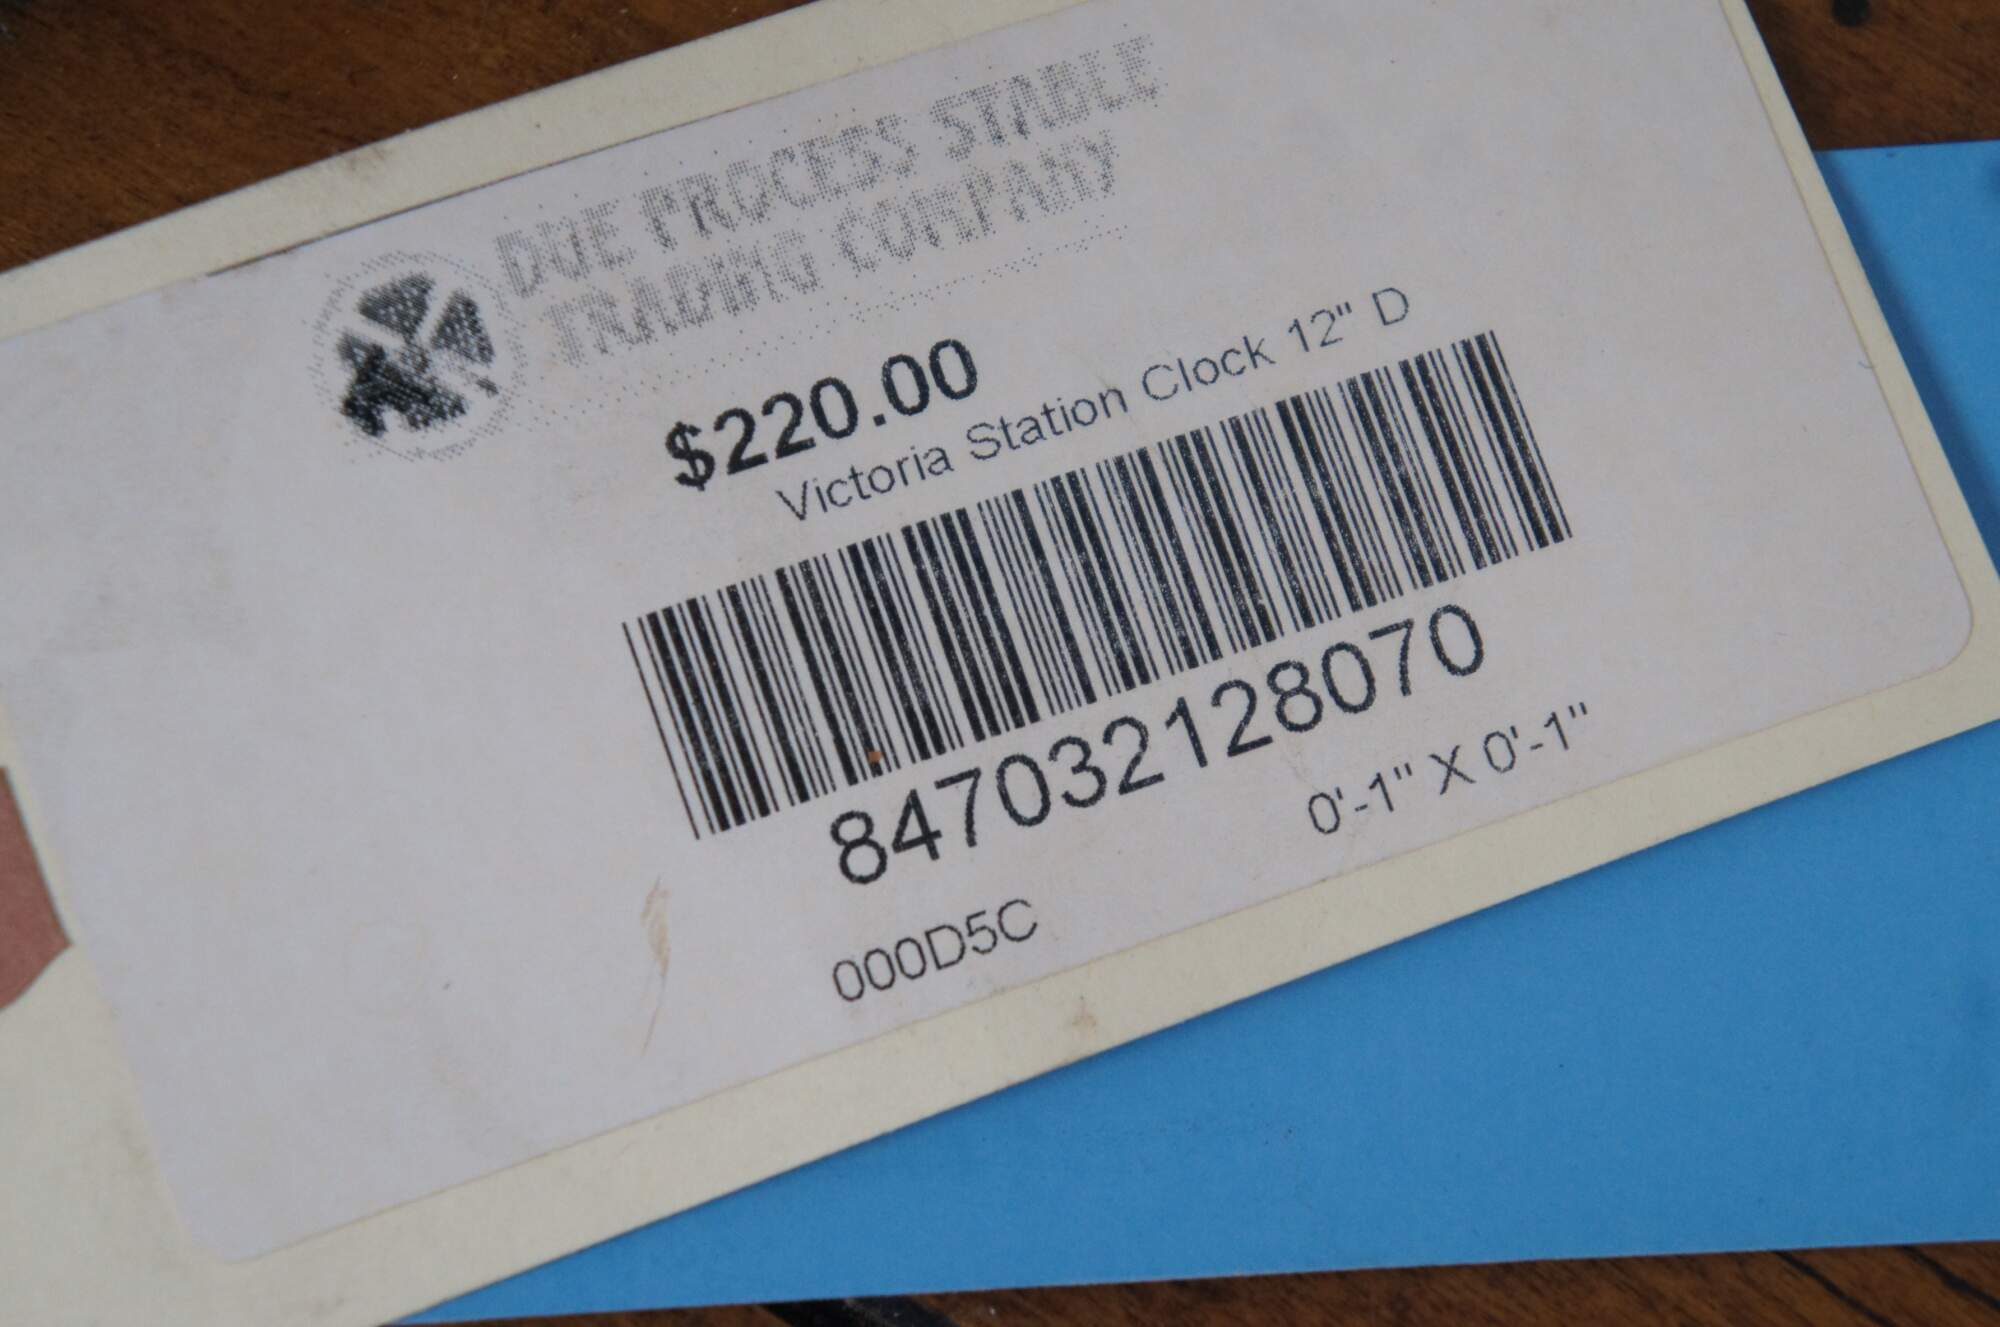 DUE PROCESS STABLE
TRADING COMPANY
$220.00
Victoria Station Clock 12" D
847032128070
0'-1" X 0'-1"
000D5C